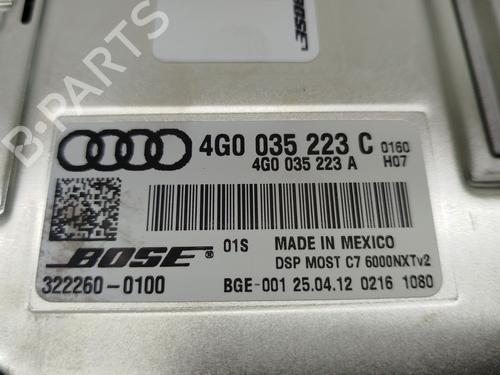 BOSE
B-PARTS
4G0 035 223 C 0160
4G0 035 223 A H07
01S MADE IN MEXICO
BOSE® DSP MOST C7 6000NXTv2
322260-0100 BGE-001 25.04.12 0216 1080